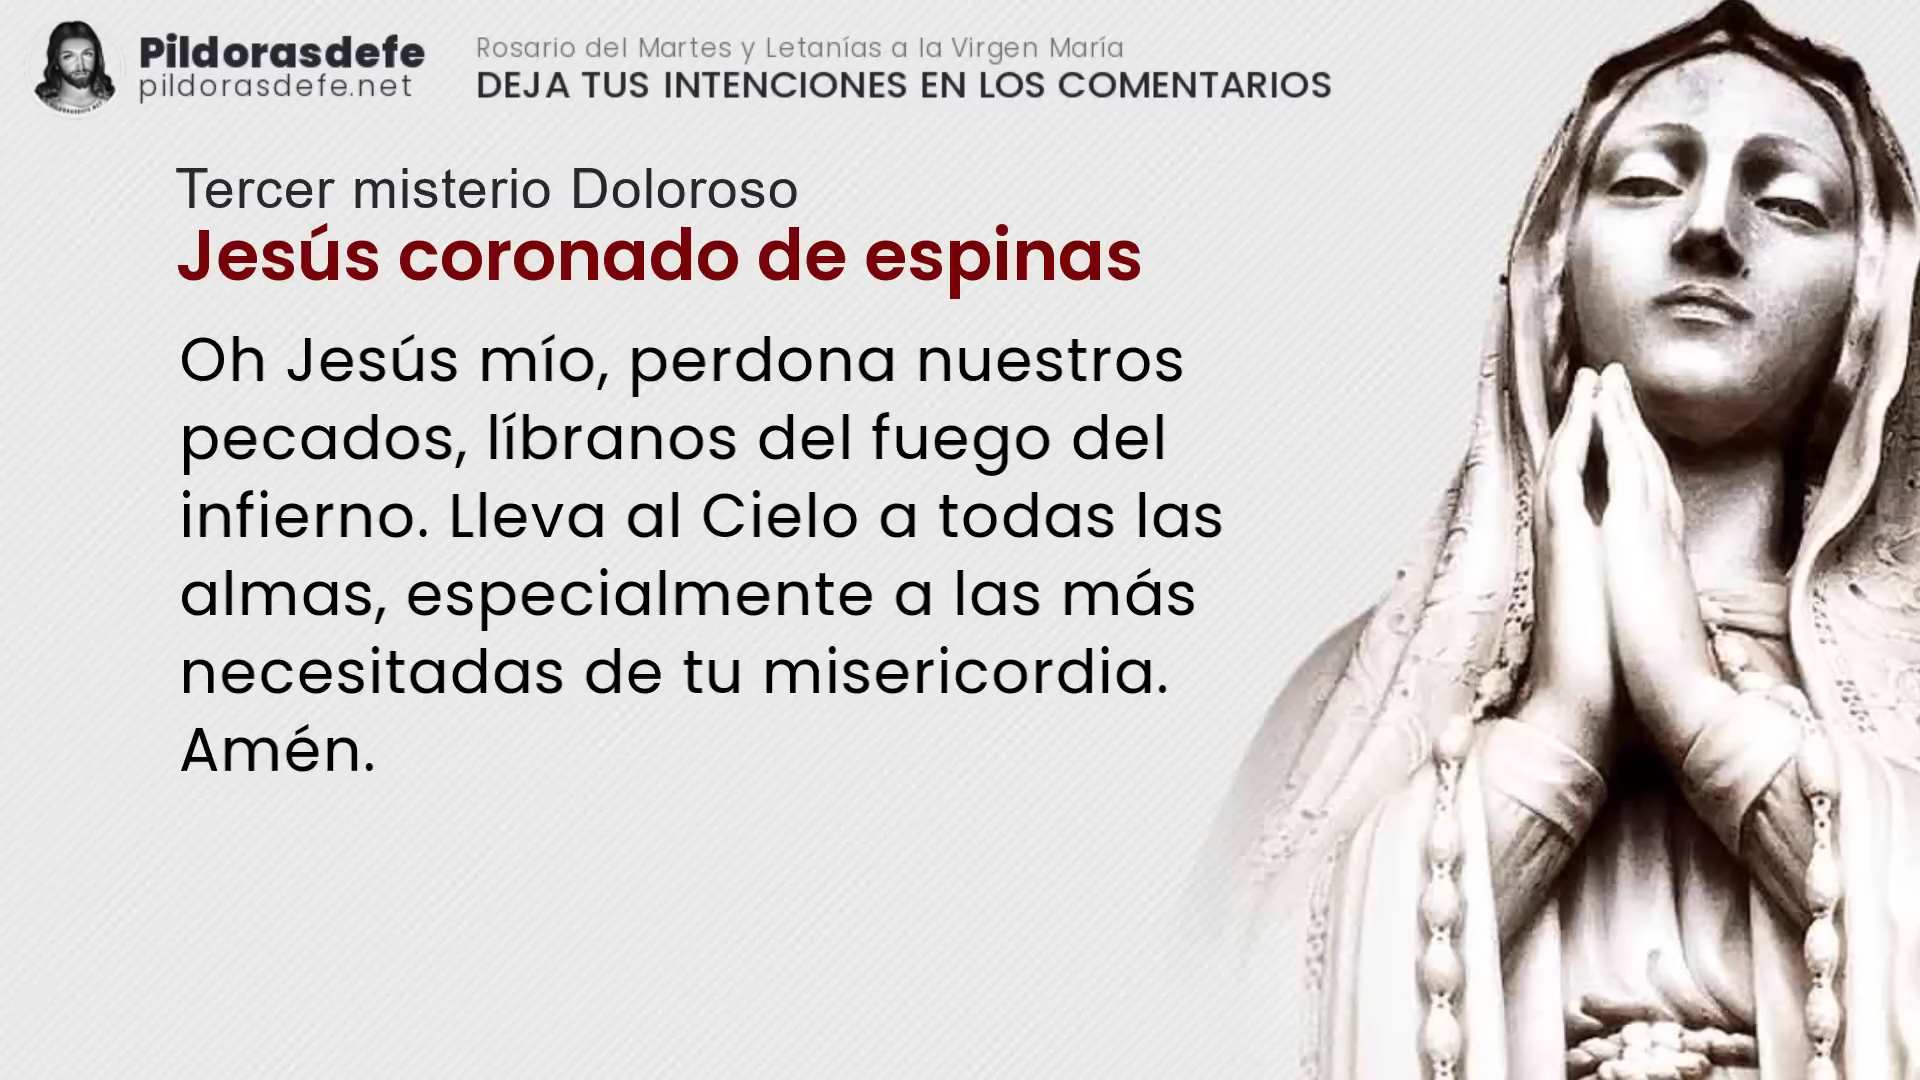 Pildorasdefe
pildorasdefe.net
Rosario del Martes y Letanías a la Virgen María
DEJA TUS INTENCIONES EN LOS COMENTARIOS
Tercer misterio Doloroso
Jesús coronado de espinas
Oh Jesús mío, perdona nuestros
pecados, líbranos del fuego del
infierno. Lleva al Cielo a todas las
almas, especialmente a las más
necesitadas de tu misericordia.
Amén.